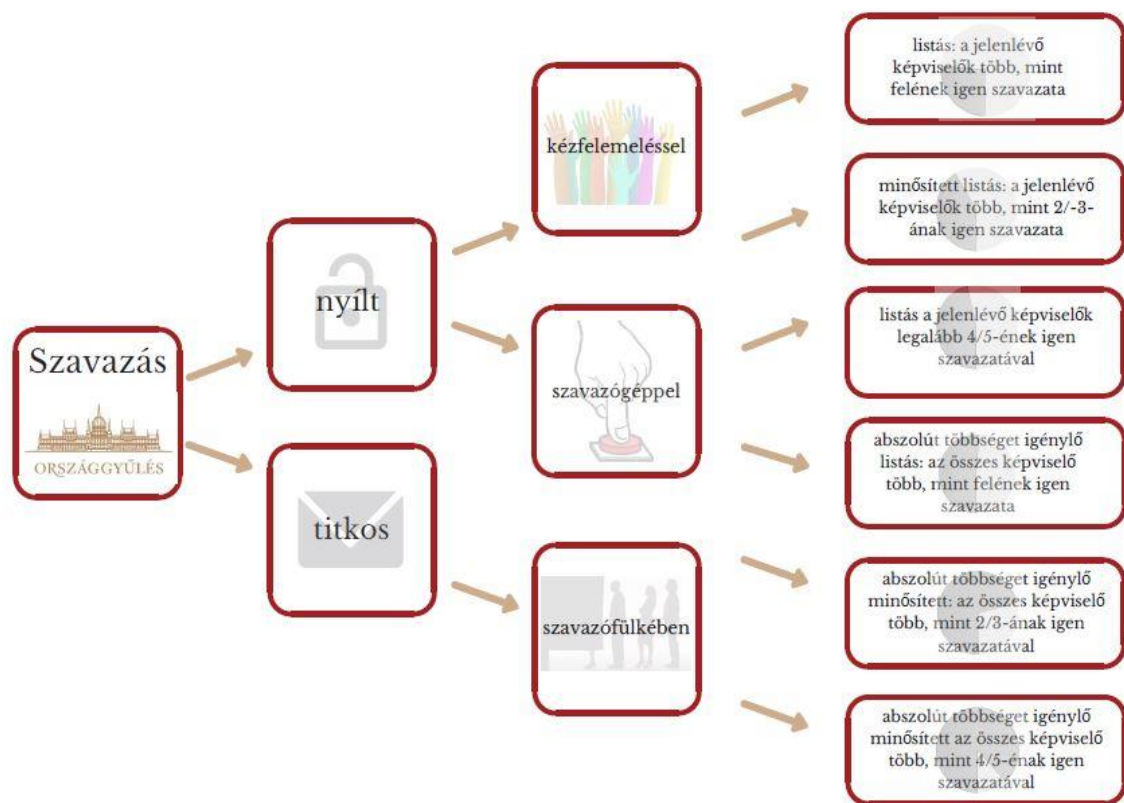 Szavazás
ORSZÁGGYŰLÉS
nyílt
titkos
kézfelemeléssel
szavazógéppel
szavazófülkében
listás: a jelenlévő
képviselők több, mint
felének igen szavazata
minősített listás: a jelenlévő
képviselők több, mint 2/-3-
ának igen szavazata
listás a jelenlévő képviselők
legalább 4/5-ének igen
szavazatával
abszolút többséget igénylő
listás: az összes képviselő
több, mint felének igen
szavazata
abszolút többséget igénylő
minősített: az összes képviselő
több, mint 2/3-ának igen
szavazatával
abszolút többséget igénylő
minősített az összes képviselő
több, mint 4/5-énak igen
szavazatával